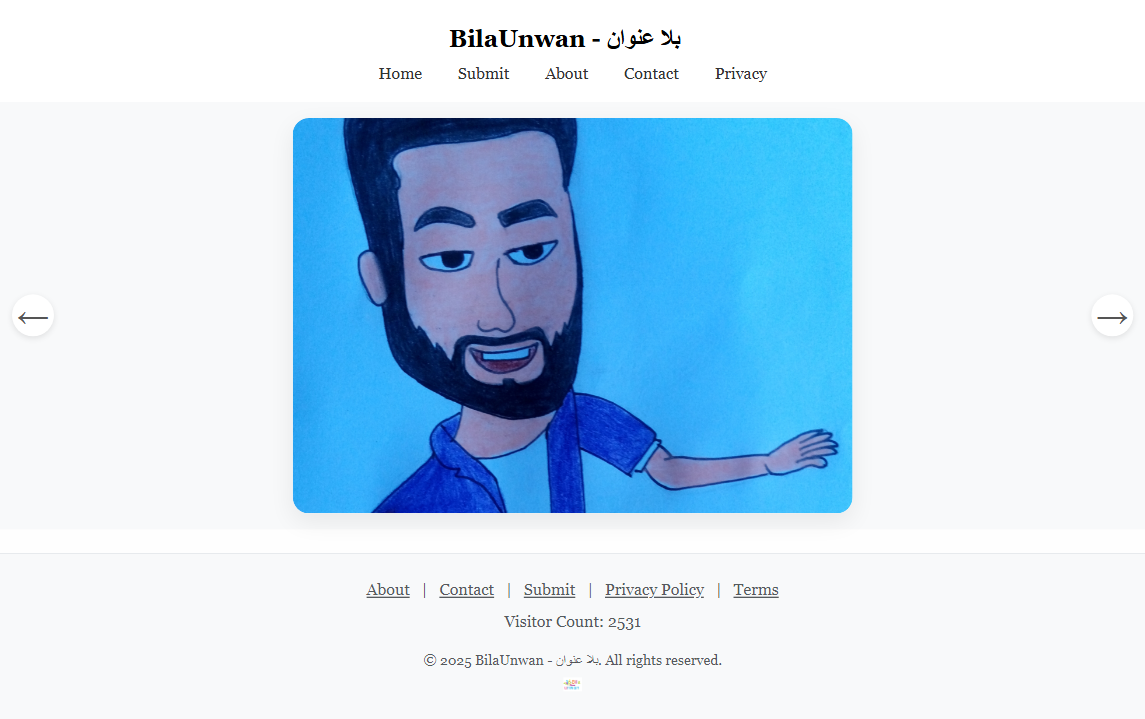 BilaUnwan - بلا عنوان
Home Submit About Contact Privacy
←
→
About | Contact | Submit | Privacy Policy | Terms
Visitor Count: 2531
© 2025 BilaUnwan - بلا عنوان. All rights reserved.